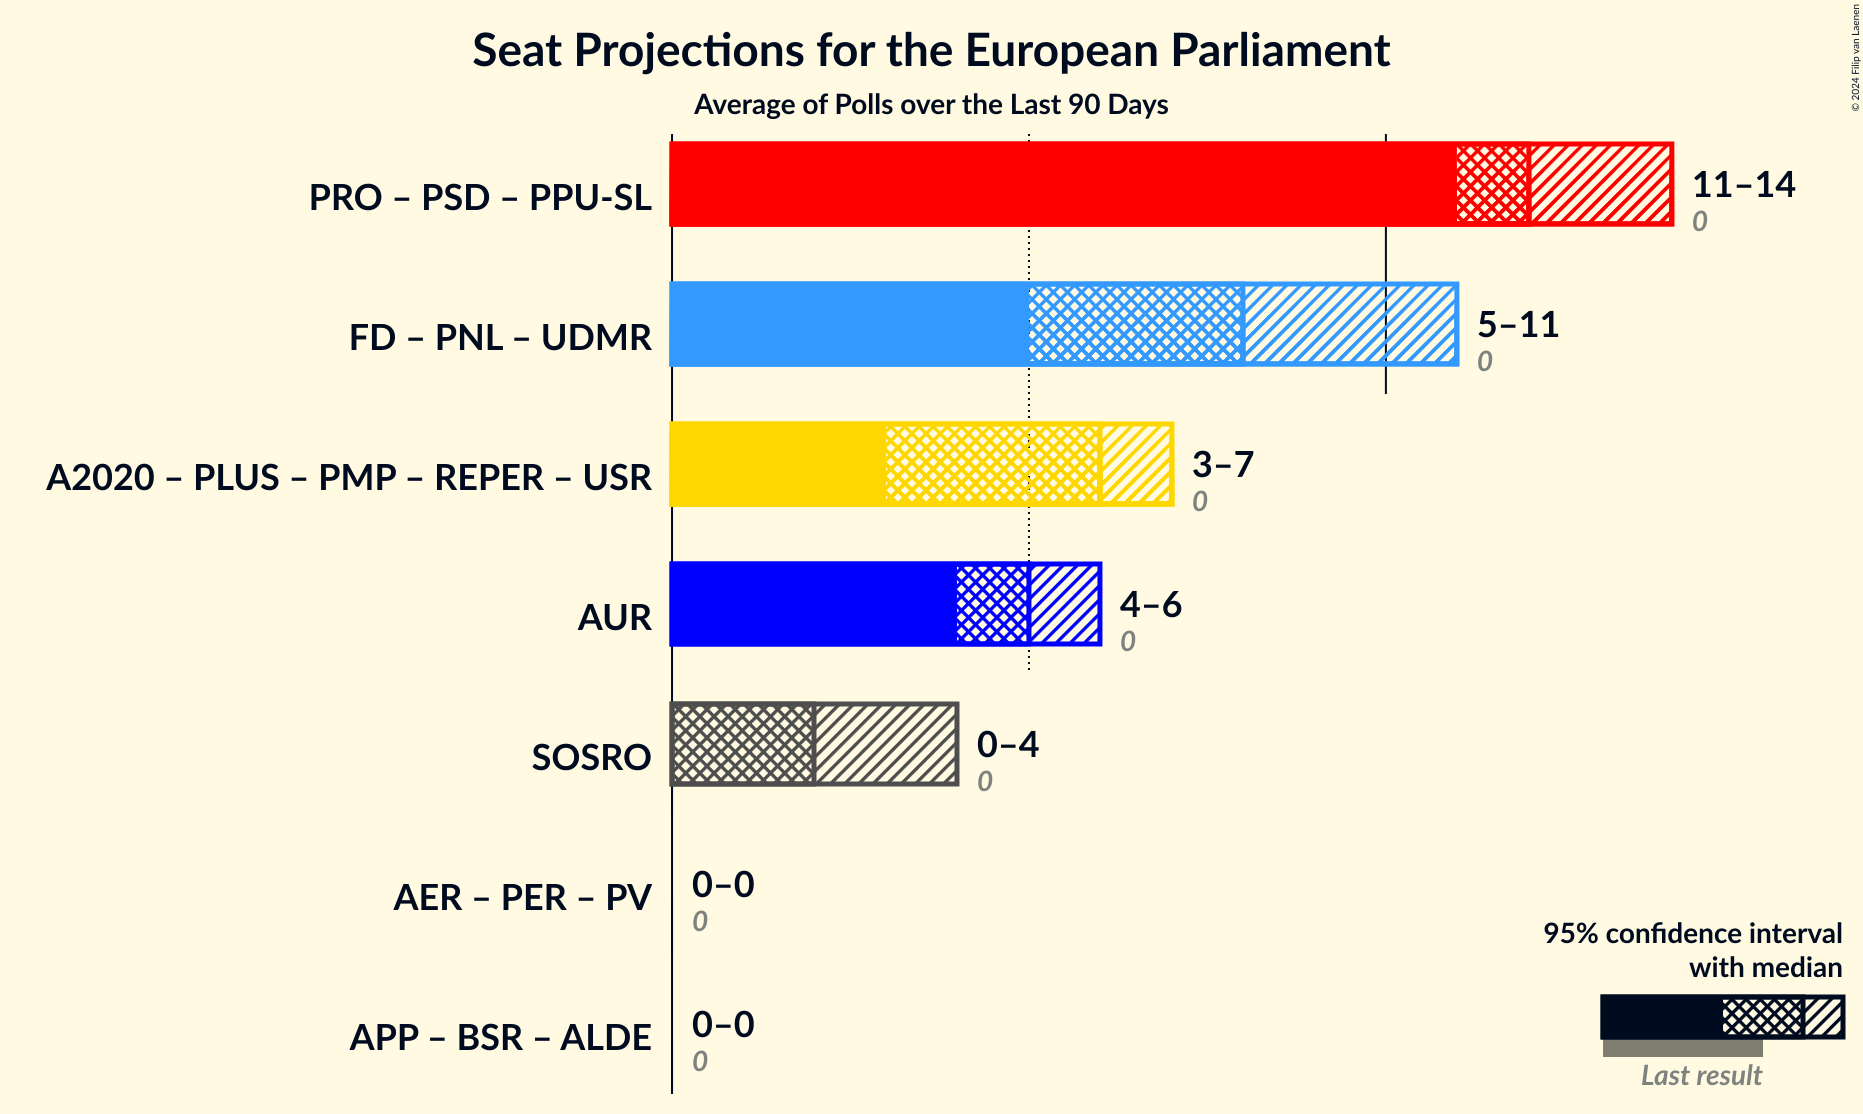 Seat Projections for the European Parliament
Average of Polls over the Last 90 Days
© 2024 Filip van Laenen
PRO – PSD – PPU-SL
11–14
0
FD – PNL – UDMR
5–11
0
A2020 – PLUS – PMP – REPER – USR
3–7
0
AUR
4–6
0
SOSRO
0–4
0
AER – PER – PV
0–0
0
APP – BSR – ALDE
0–0
0
95% confidence interval
with median
Last result